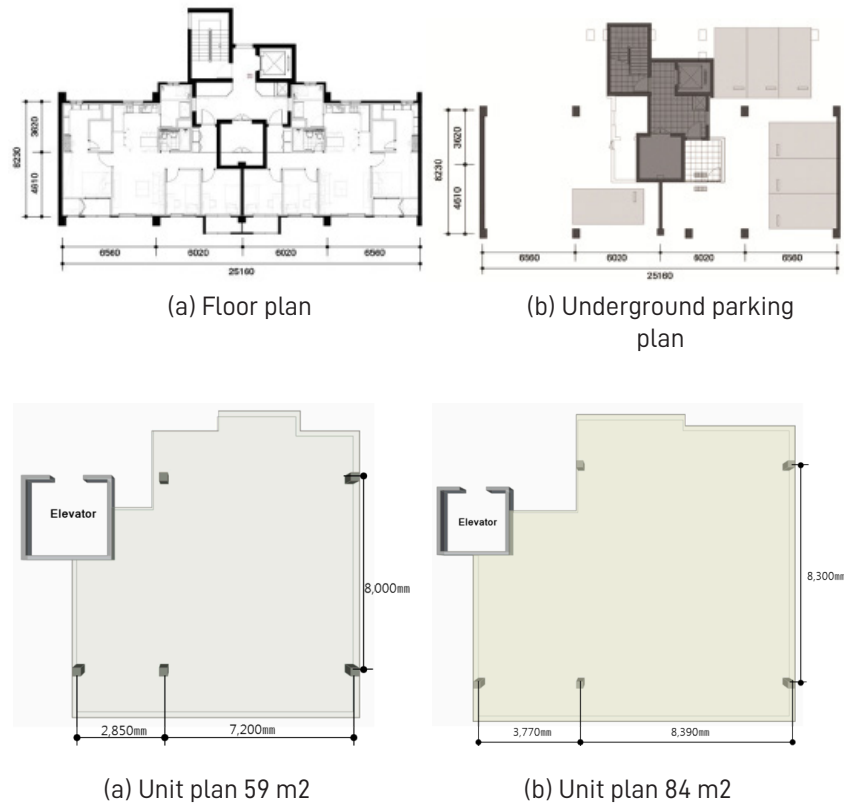 3620
8230
4610
6560
6020
6020
6560
25160
(a) Floor plan
3620
8230
4610
6560
6020
6020
6560
25160
(b) Underground parking
plan
Elevator
8,000mm
2,850mm
7,200mm
(a) Unit plan 59 m2
Elevator
8,300mm
3,770mm
8,390mm
(b) Unit plan 84 m2